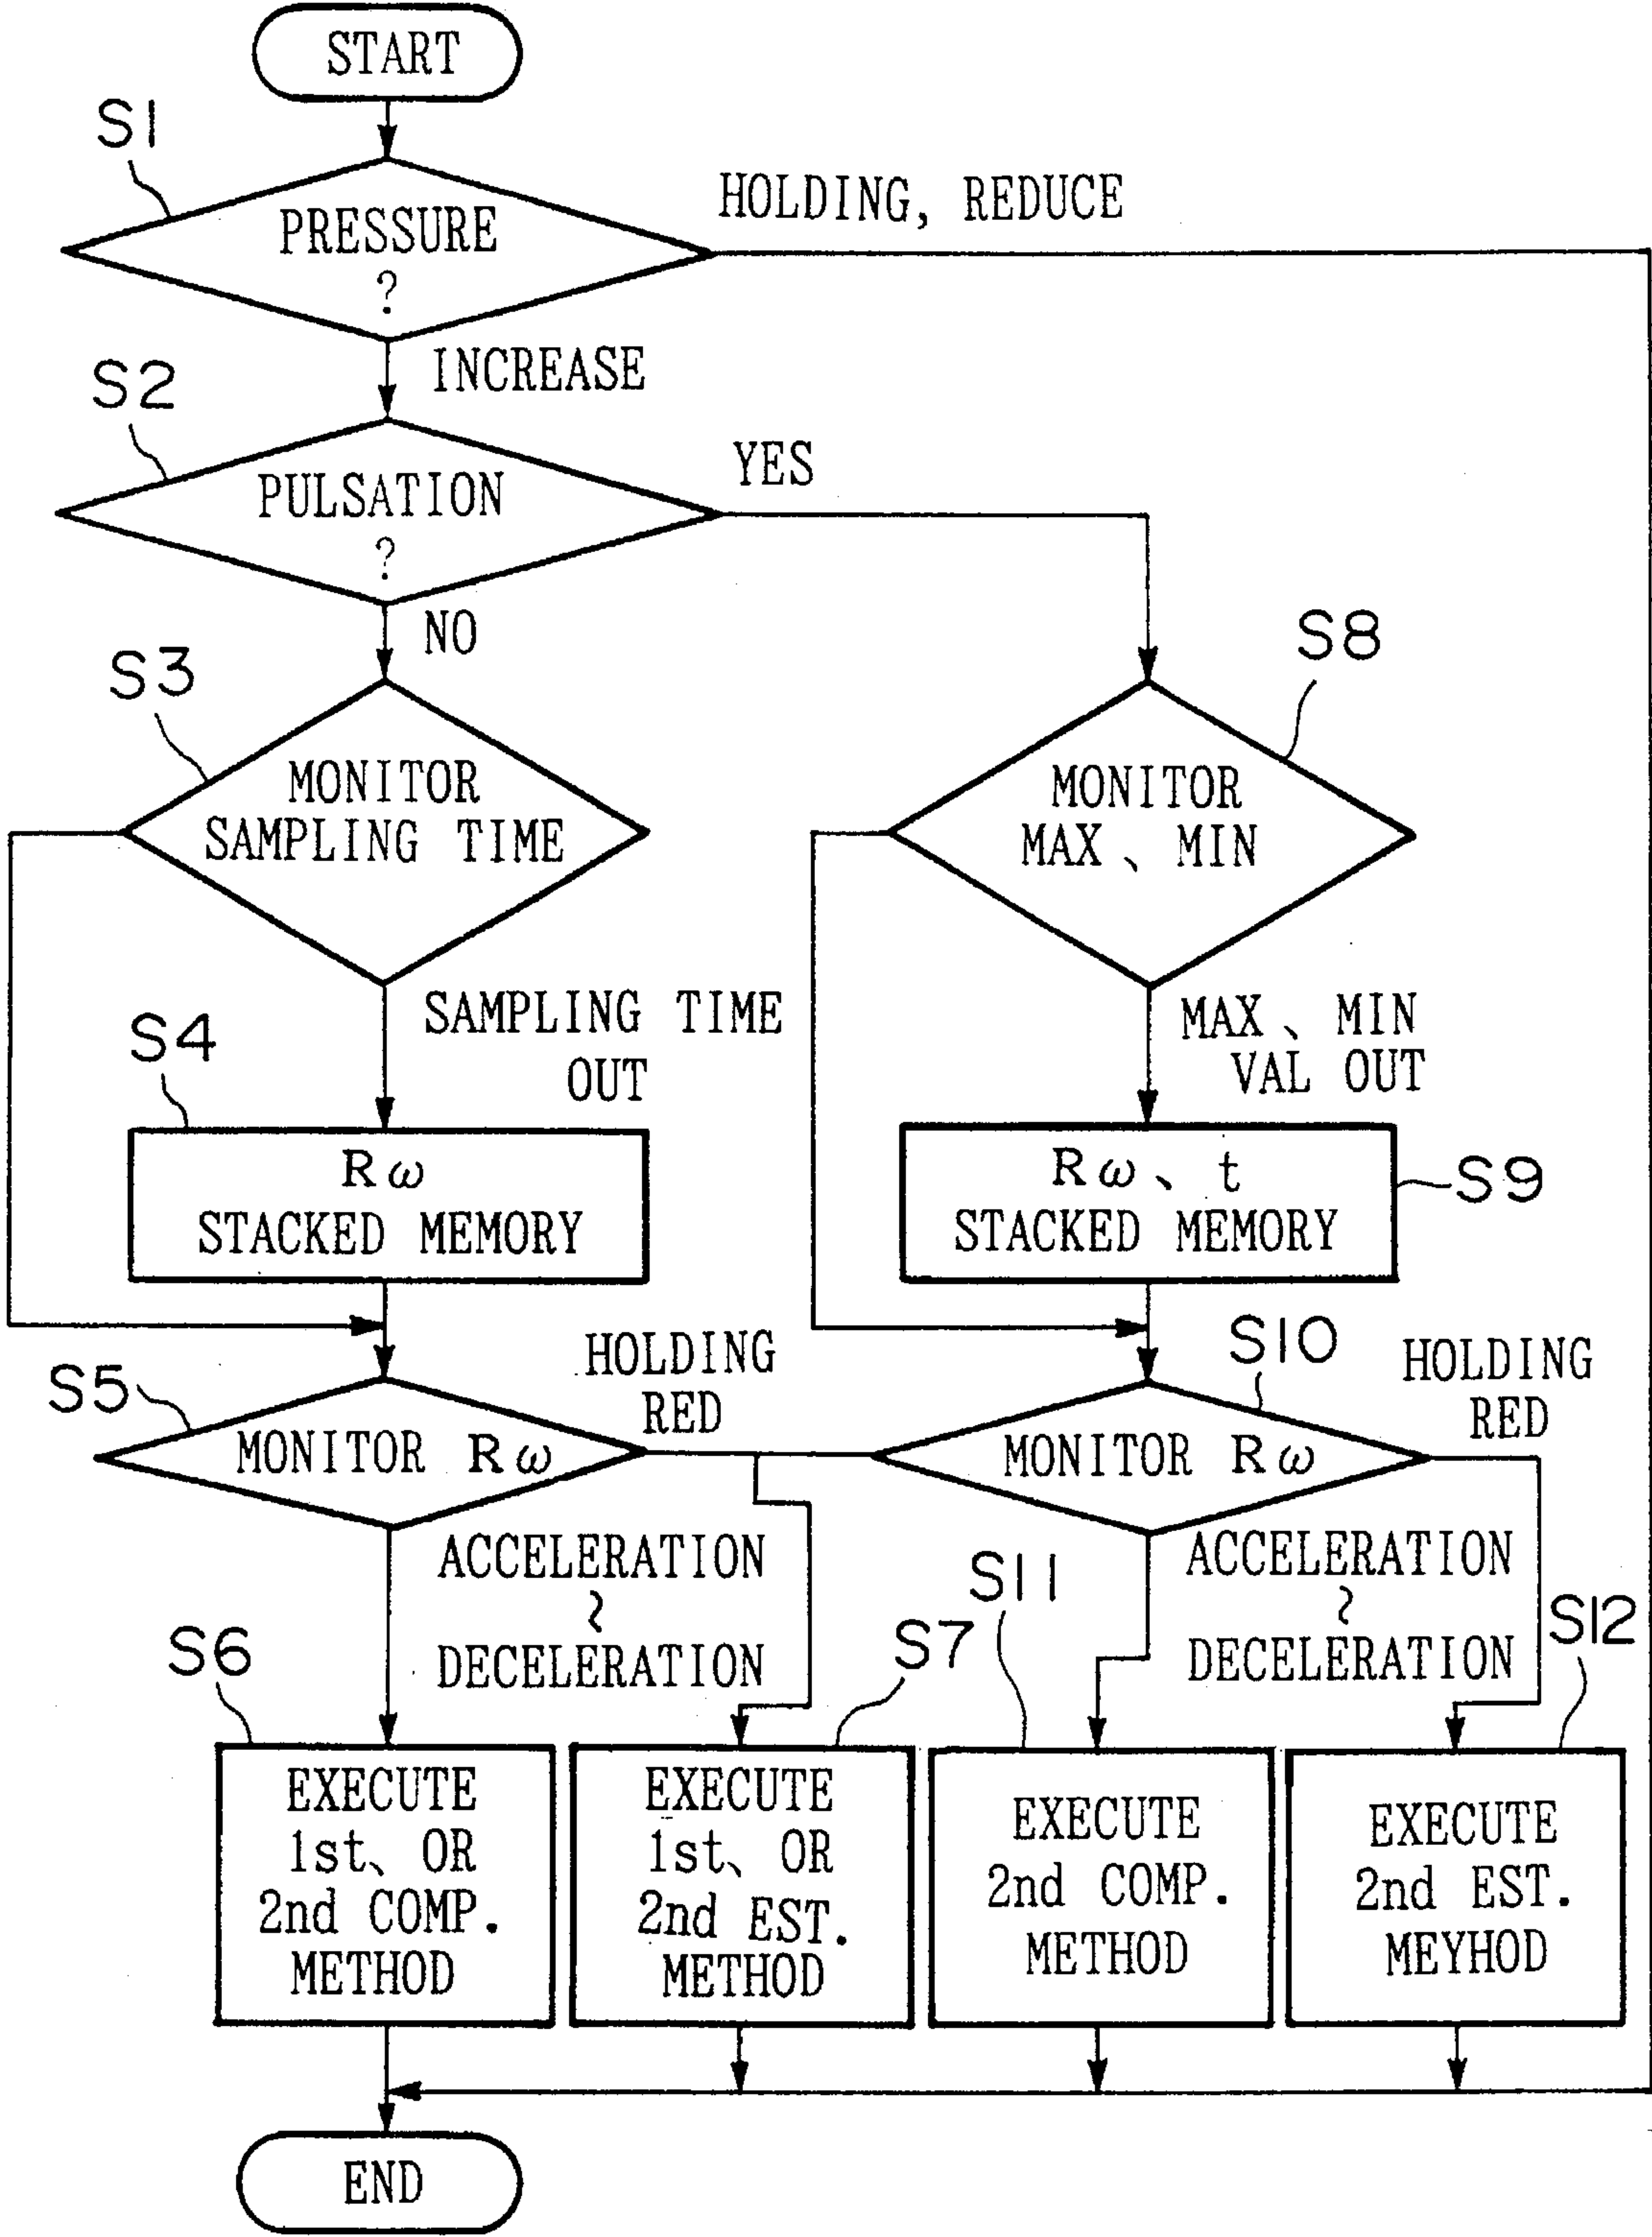 START
S1
HOLDING, REDUCE
PRESSURE
?
INCREASE
S2
YES
PULSATION
?
NO
S3
S8
MONITOR
SAMPLING TIME
MONITOR
MAX、MIN
SAMPLING TIME
OUT
MAX、MIN
VAL OUT
S4
Rω
STACKED MEMORY
Rω、t
STACKED MEMORY
S9
S5
HOLDING
RED
S10
HOLDING
RED
MONITOR Rω
MONITOR Rω
ACCELERATION
~
DECELERATION
S11
ACCELERATION
~
DECELERATION
S12
S6
S7
EXECUTE
1st、OR
2nd COMP.
METHOD
EXECUTE
1st、OR
2nd EST.
METHOD
EXECUTE
2nd COMP.
METHOD
EXECUTE
2nd EST.
MEYHOD
END